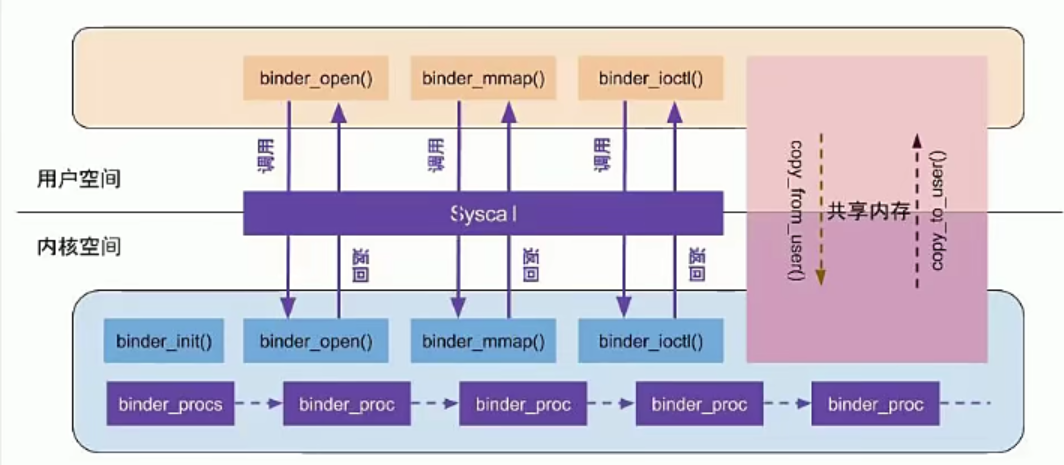 binder_open()
binder_mmap()
binder_ioctl()
调用
调用
调用
copy_from_user()
共享内存
copy_to_user()
用户空间
Syscall
内核空间
返回
返回
返回
binder_init()
binder_open()
binder_mmap()
binder_ioctl()
binder_procs
binder_proc
binder_proc
binder_proc
binder_proc